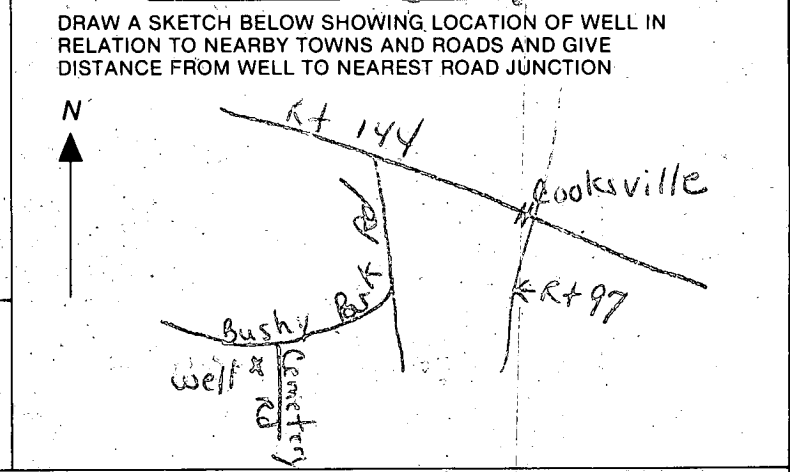 DRAW A SKETCH BELOW SHOWING LOCATION OF WELL IN
RELATION TO NEARBY TOWNS AND ROADS AND GIVE
DISTANCE FROM WELL TO NEAREST ROAD JUNCTION
N
Rt 144
Cooksville
Rt 97
Bushy Park Rd
Well
Cemetery Rd